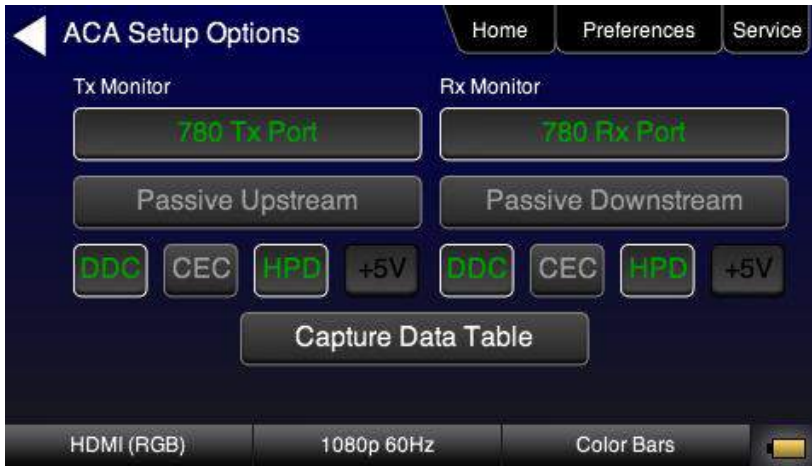 ACA Setup Options
Home
Preferences
Service
Tx Monitor
Rx Monitor
780 Tx Port
780 Rx Port
Passive Upstream
Passive Downstream
DDC
CEC
HPD
+5V
DDC
CEC
HPD
+5V
Capture Data Table
HDMI (RGB)
1080p 60Hz
Color Bars